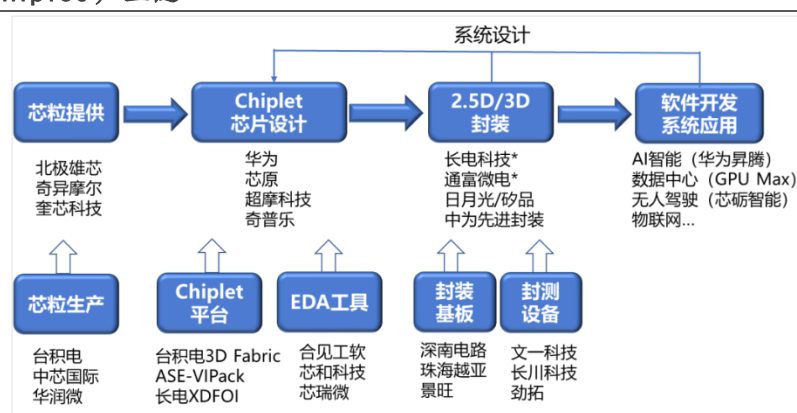 系统设计
芯粒提供
Chiplet
芯片设计
2.5D/3D
封装
软件开发
系统应用
北极雄芯
奇异摩尔
奎芯科技
华为
芯原
超摩科技
奇普乐
长电科技*
通富微电*
日月光/矽品
中为先进封装
AI智能（华为昇腾）
数据中心（GPU Max）
无人驾驶（芯砺智能）
物联网...
芯粒生产
Chiplet
平台
EDA工具
封装
基板
封测
设备
台积电
中芯国际
华润微
台积电3D Fabric
ASE-VIPack
长电XDFOI
合见工软
芯和科技
芯瑞微
深南电路
珠海越亚
景旺
文一科技
长川科技
劲拓